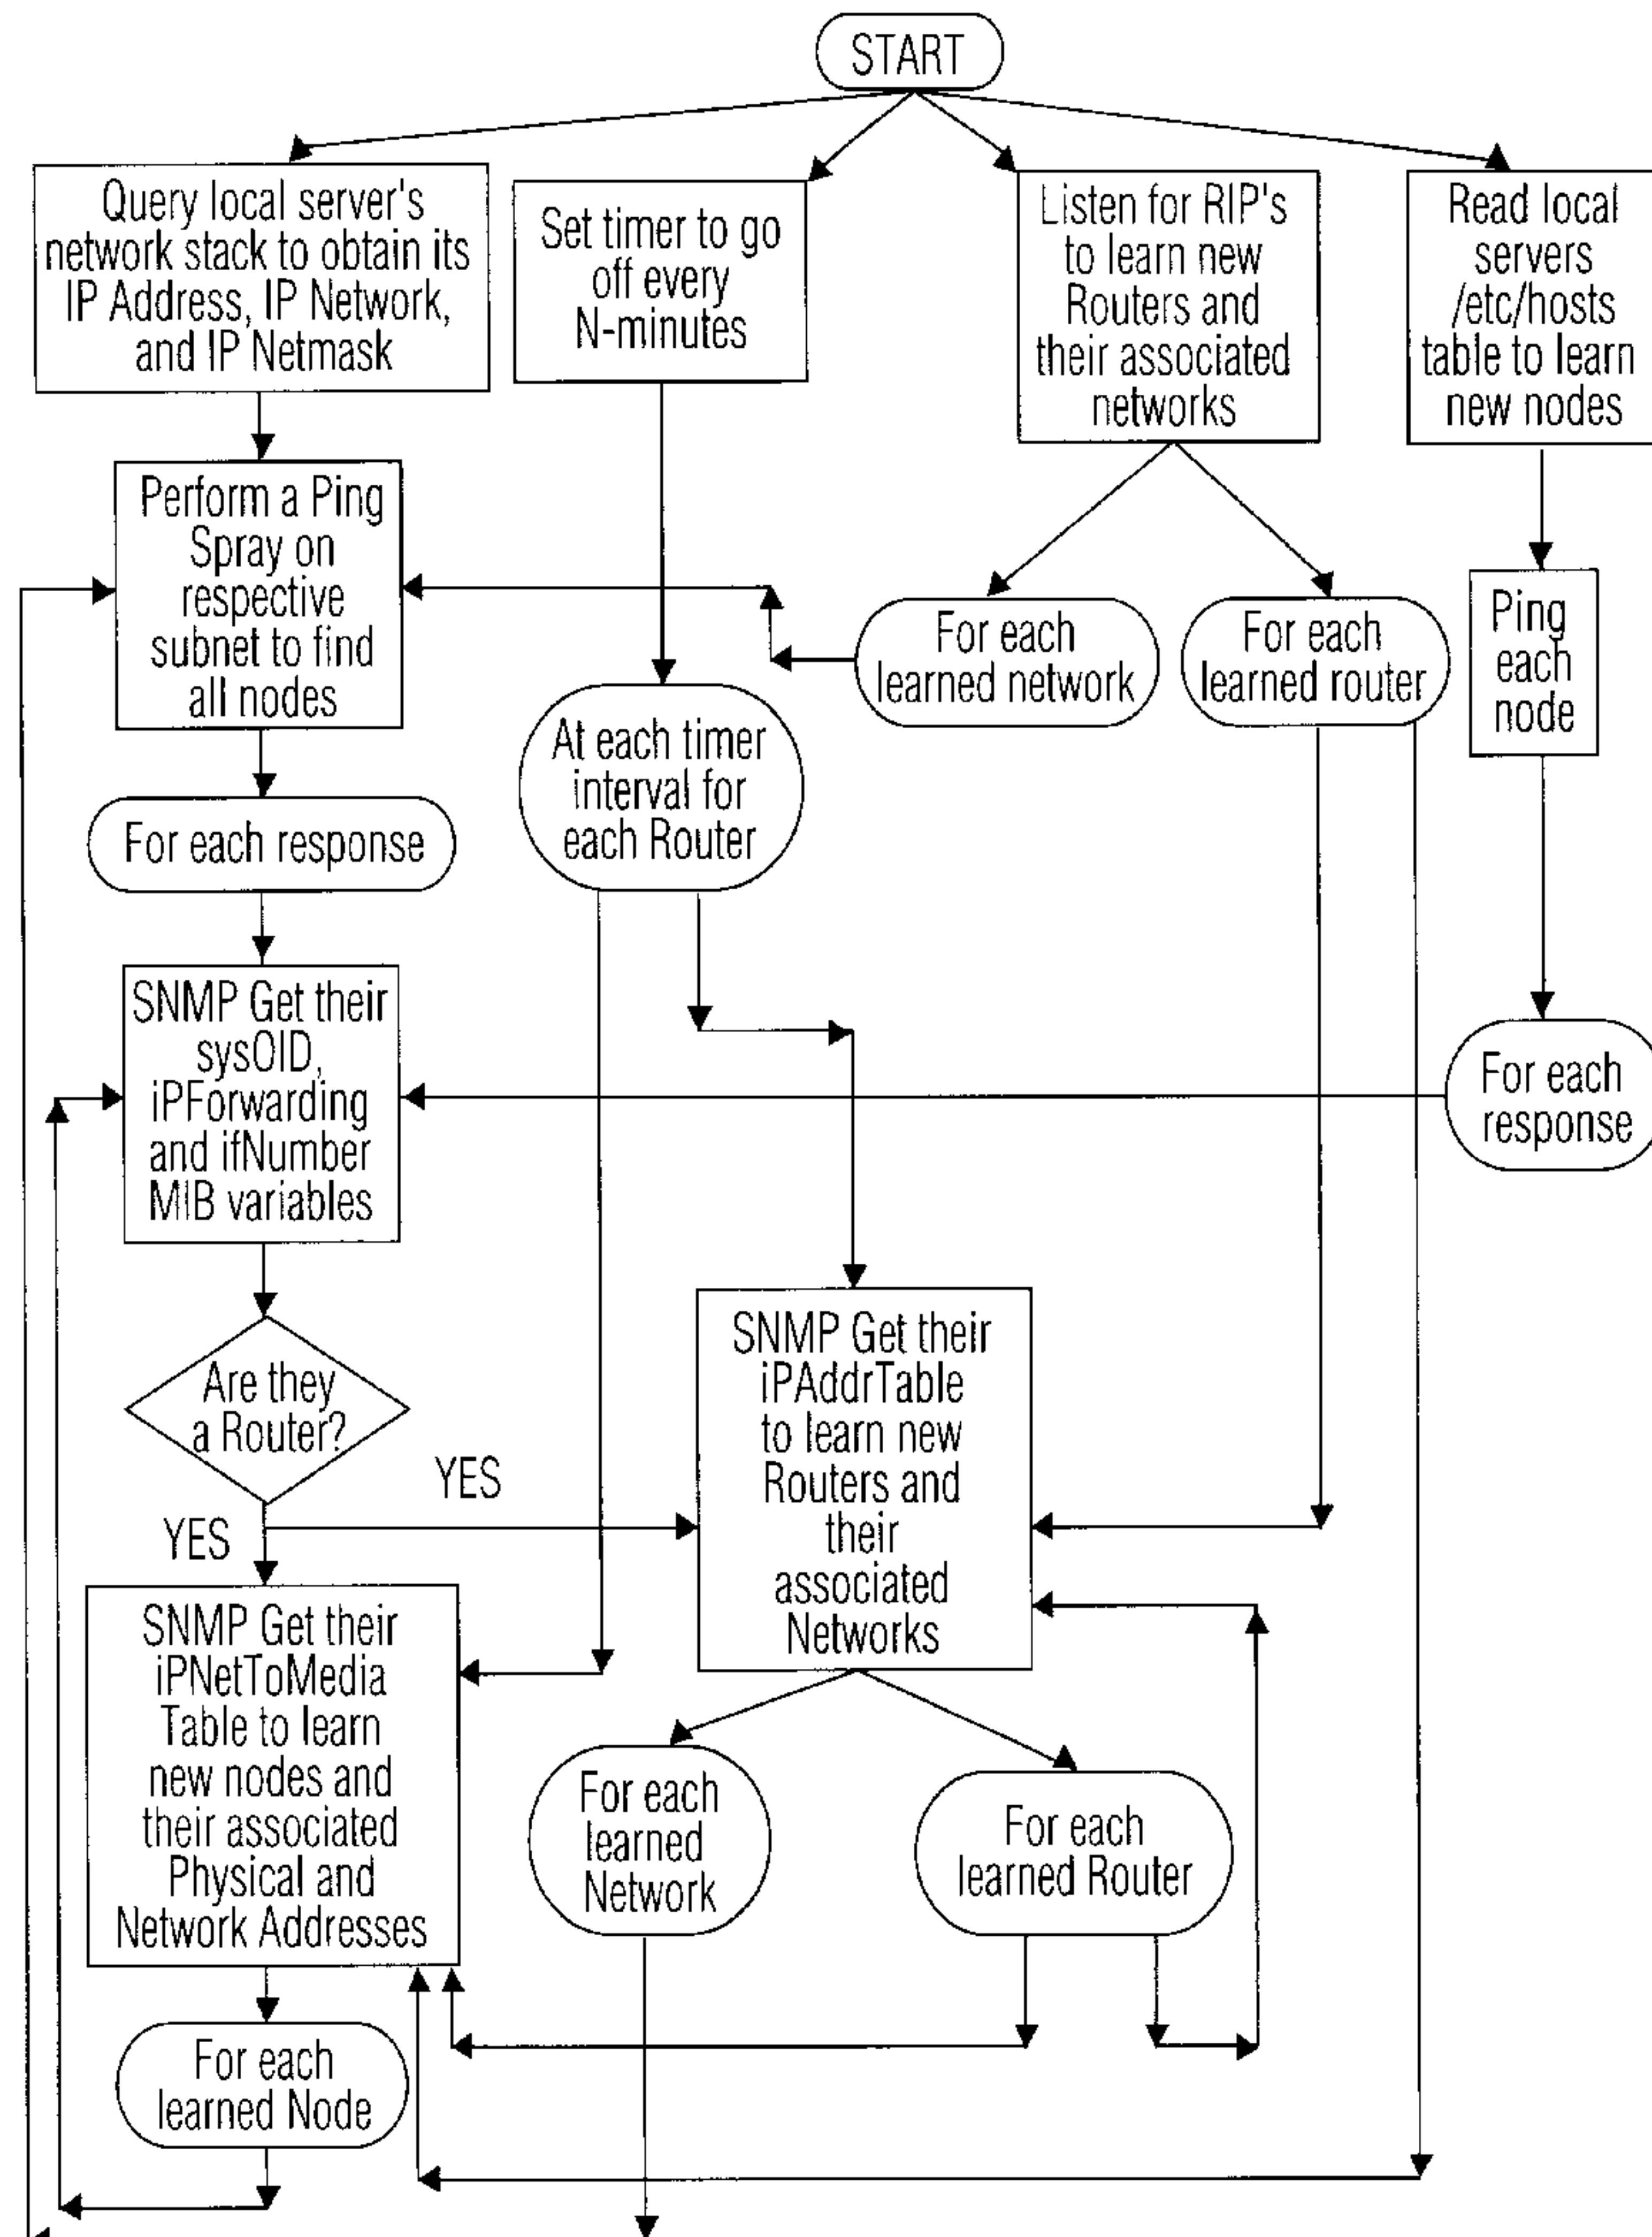 START
Query local server's
network stack to obtain its
IP Address, IP Network,
and IP Netmask
Set timer to go
off every
N-minutes
Listen for RIP's
to learn new
Routers and
their associated
networks
Read local
servers
/etc/hosts
table to learn
new nodes
Perform a Ping
Spray on
respective
subnet to find
all nodes
For each
learned network
For each
learned router
Ping
each
node
At each timer
interval for
each Router
For each response
SNMP Get their
sysOID,
iPForwarding
and ifNumber
MIB variables
For each
response
Are they
a Router?
YES
YES
SNMP Get their
iPAddrTable
to learn new
Routers and
their
associated
Networks
SNMP Get their
iPNetToMedia
Table to learn
new nodes and
their associated
Physical and
Network Addresses
For each
learned
Network
For each
learned Router
For each
learned Node